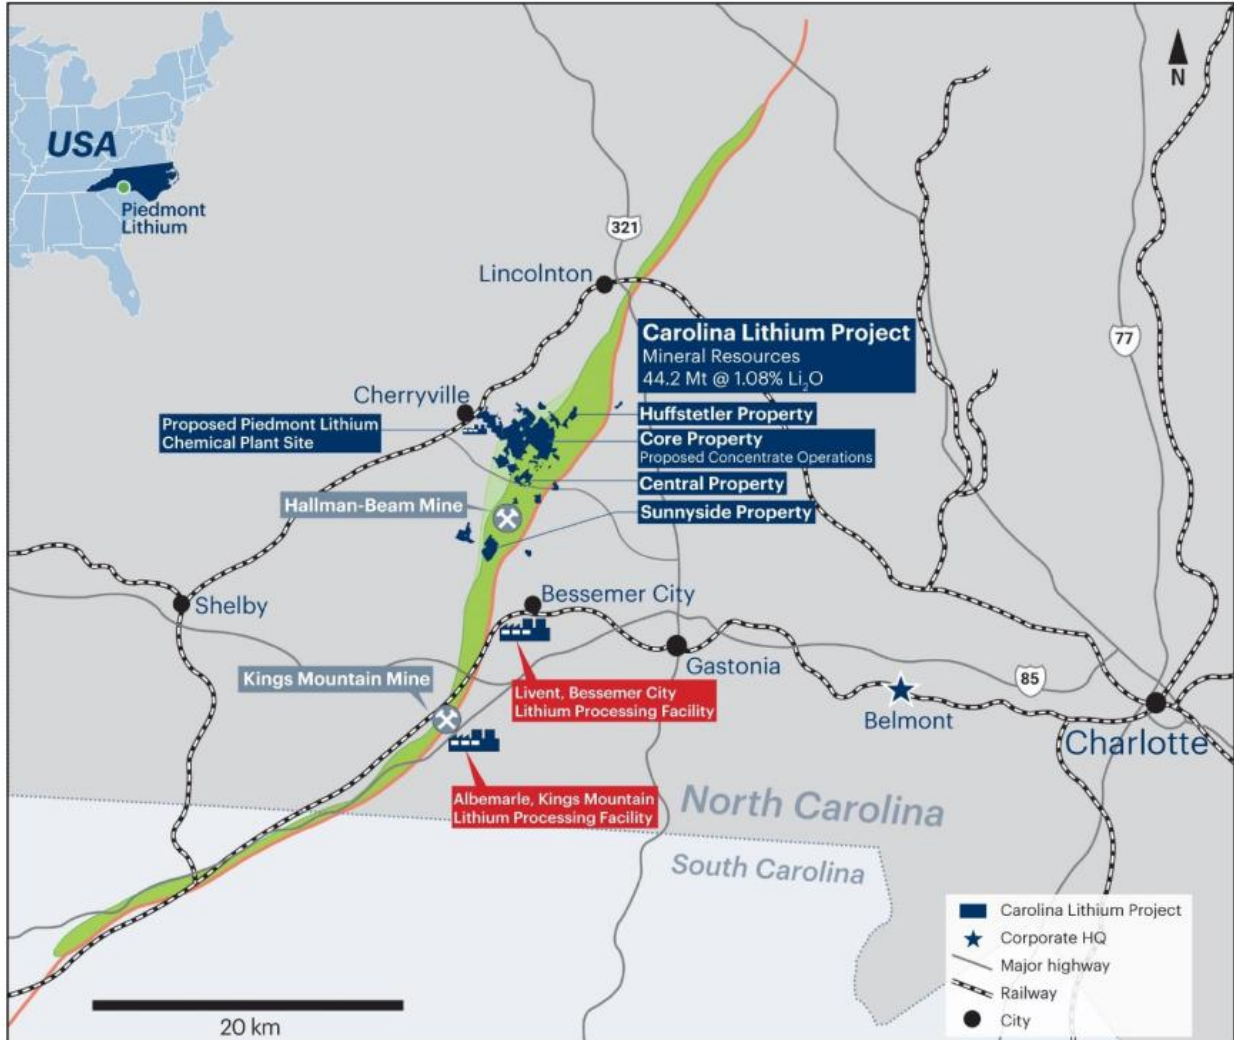 USA
Piedmont
Lithium
N
321
Lincolnton
77
Carolina Lithium Project
Mineral Resources
44.2 Mt @ 1.08% Li₂O
Cherryville
Proposed Piedmont Lithium
Chemical Plant Site
Huffstetler Property
Core Property
Proposed Concentrate Operations
Central Property
Hallman-Beam Mine
Sunnyside Property
Shelby
Bessemer City
Gastonia
Kings Mountain Mine
Livent, Bessemer City
Lithium Processing Facility
85
Belmont
Charlotte
Albemarle, Kings Mountain
Lithium Processing Facility
North Carolina
South Carolina
Carolina Lithium Project
Corporate HQ
Major highway
Railway
City
20 km